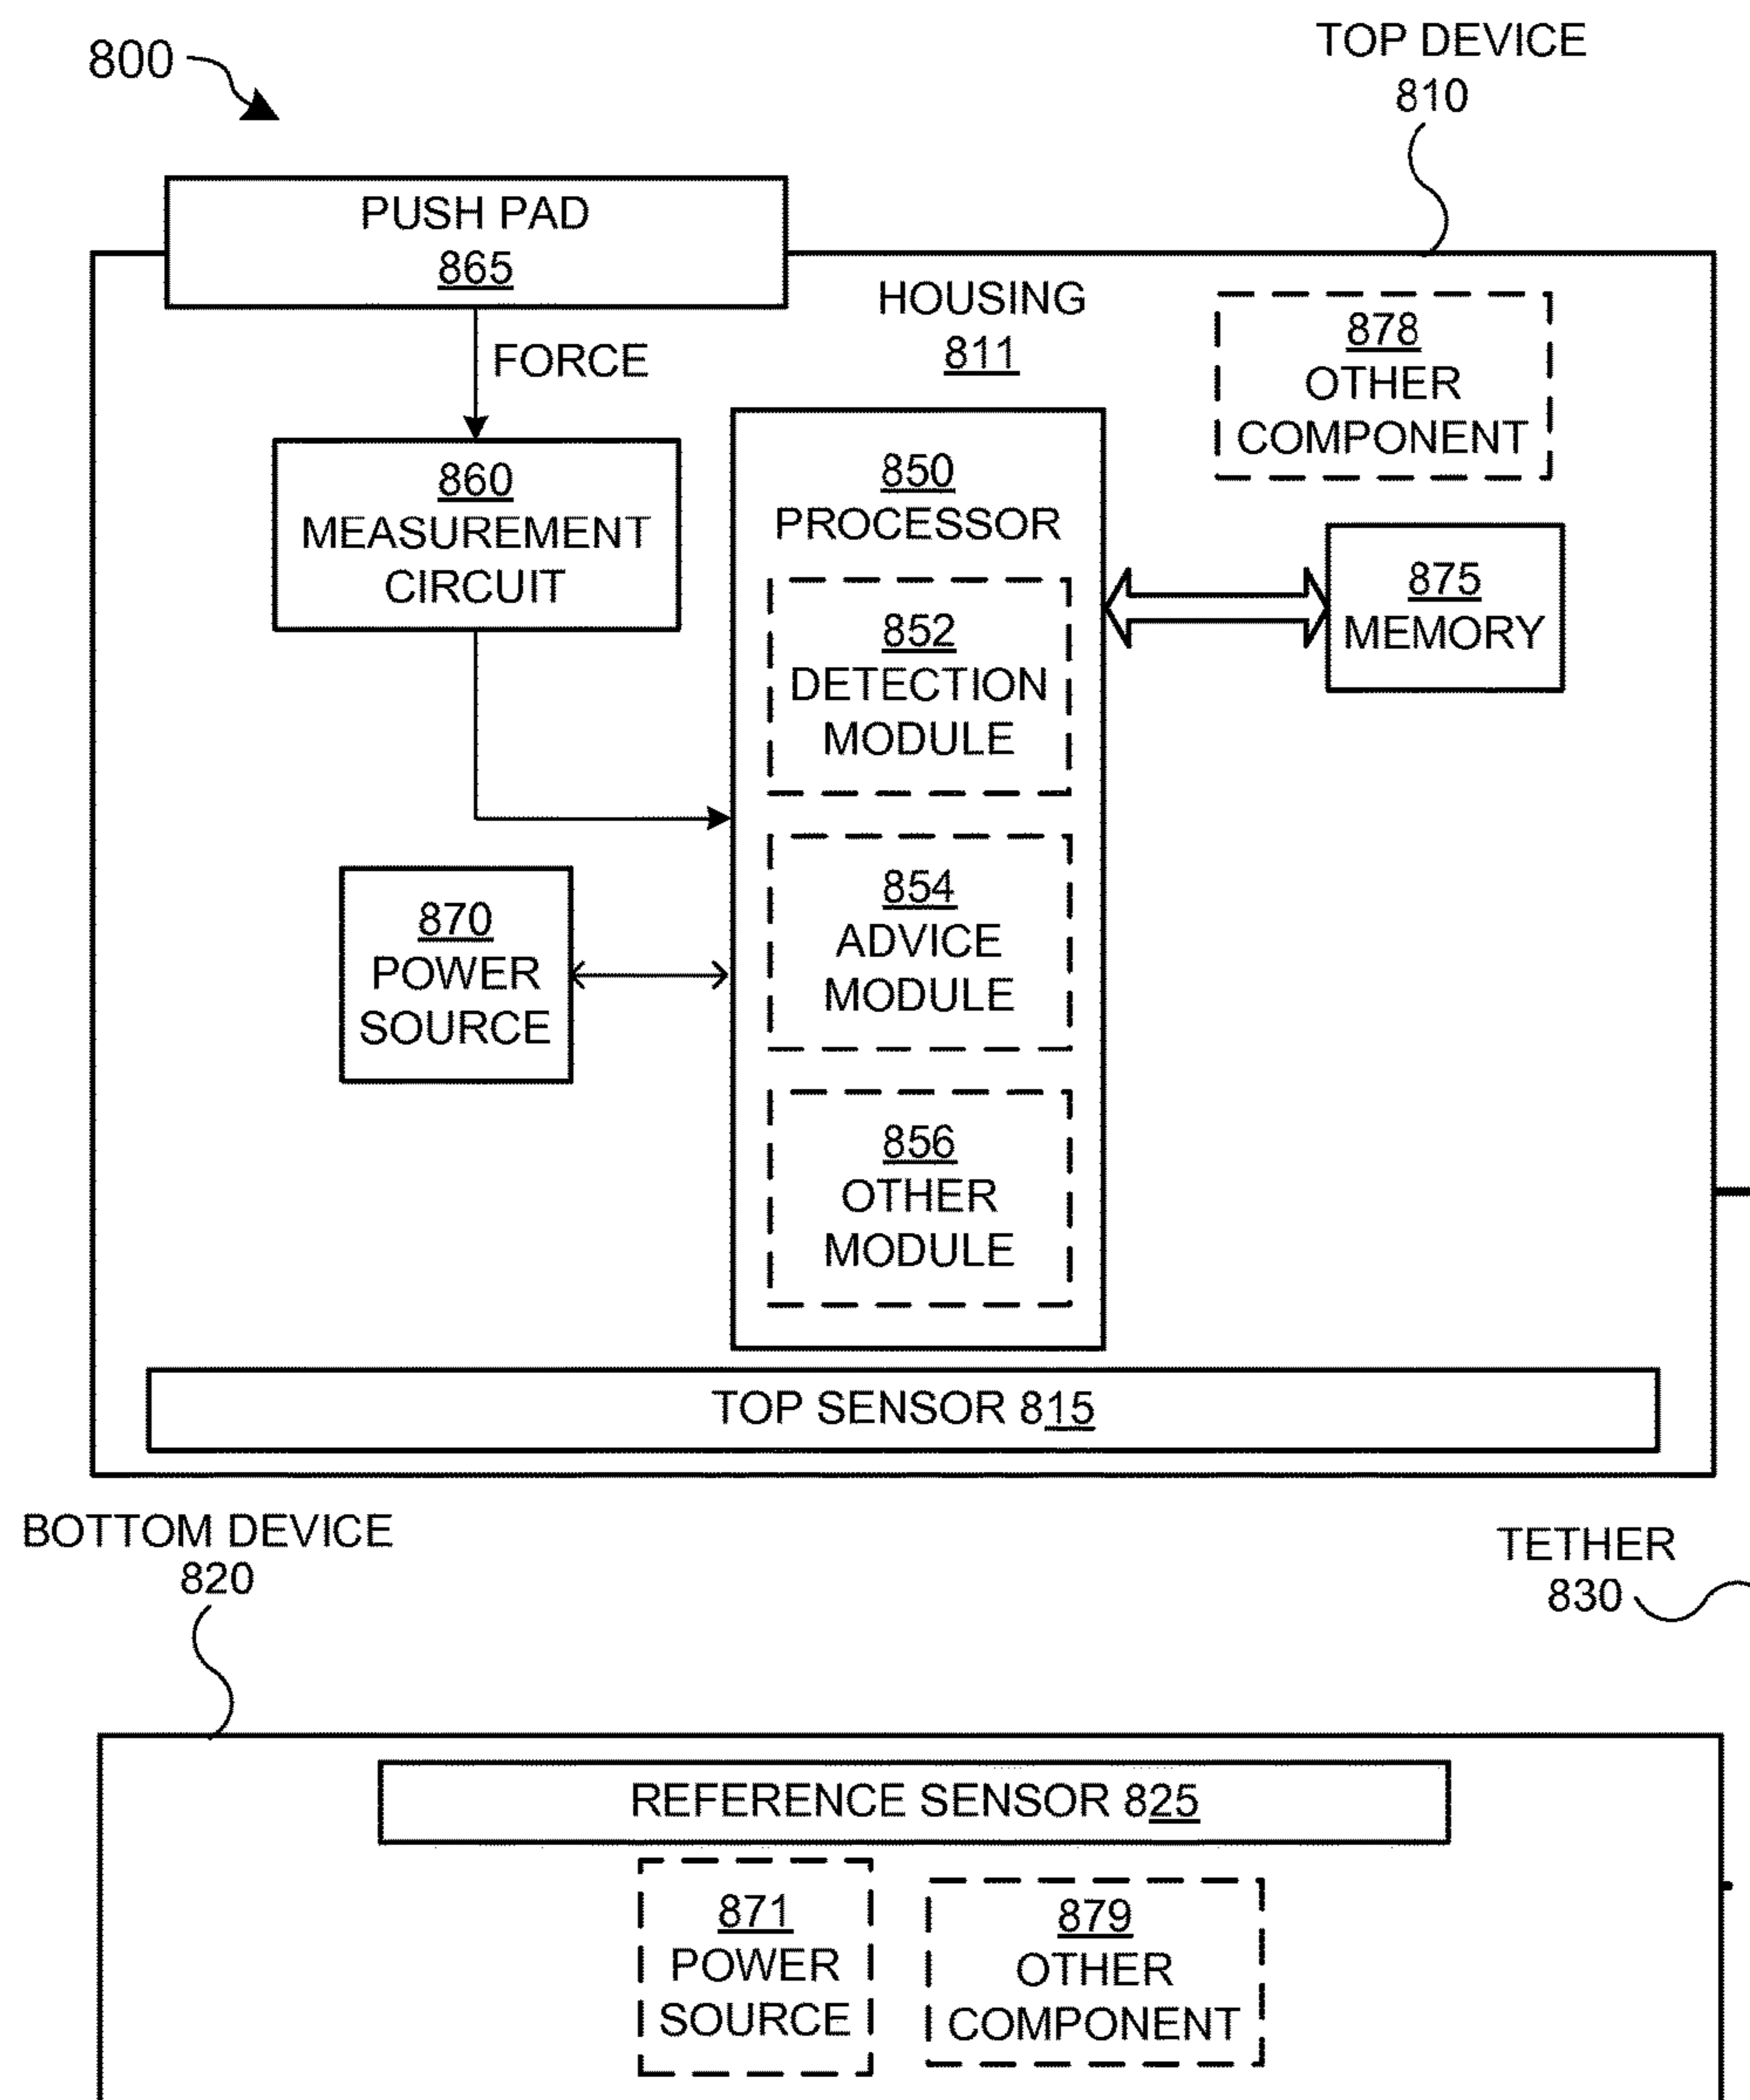 800
TOP DEVICE
810
PUSH PAD
865
HOUSING
811
FORCE
878
OTHER
COMPONENT
860
MEASUREMENT
CIRCUIT
850
PROCESSOR
852
DETECTION
MODULE
875
MEMORY
854
ADVICE
MODULE
870
POWER
SOURCE
856
OTHER
MODULE
TOP SENSOR 815
BOTTOM DEVICE
820
TETHER
830
REFERENCE SENSOR 825
871
POWER
SOURCE
879
OTHER
COMPONENT